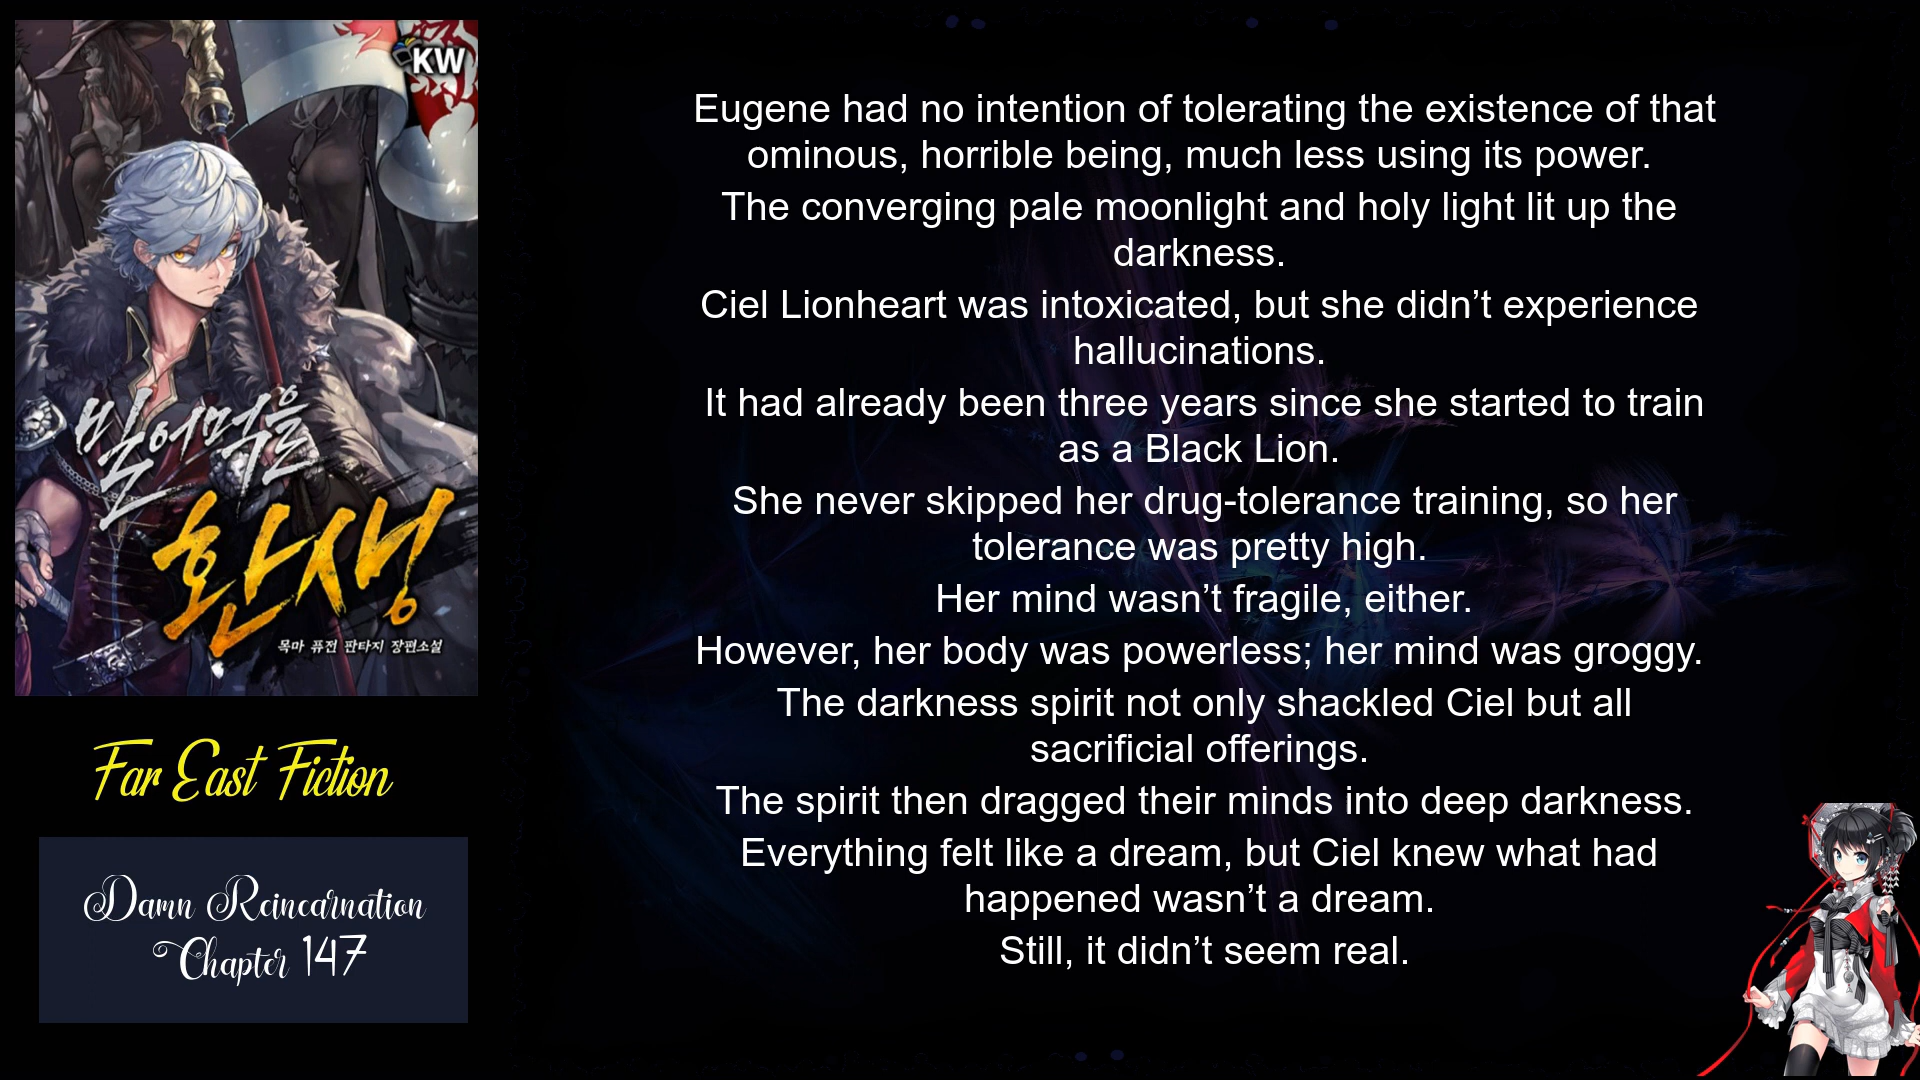 KW
빌어먹을
환생
목마 퓨전 판타지 장편소설
Far East Fiction
Damn Reincarnation
Chapter 147
Eugene had no intention of tolerating the existence of that
ominous, horrible being, much less using its power.
The converging pale moonlight and holy light lit up the
darkness.
Ciel Lionheart was intoxicated, but she didn’t experience
hallucinations.
It had already been three years since she started to train
as a Black Lion.
She never skipped her drug-tolerance training, so her
tolerance was pretty high.
Her mind wasn’t fragile, either.
However, her body was powerless; her mind was groggy.
The darkness spirit not only shackled Ciel but all
sacrificial offerings.
The spirit then dragged their minds into deep darkness.
Everything felt like a dream, but Ciel knew what had
happened wasn’t a dream.
Still, it didn’t seem real.